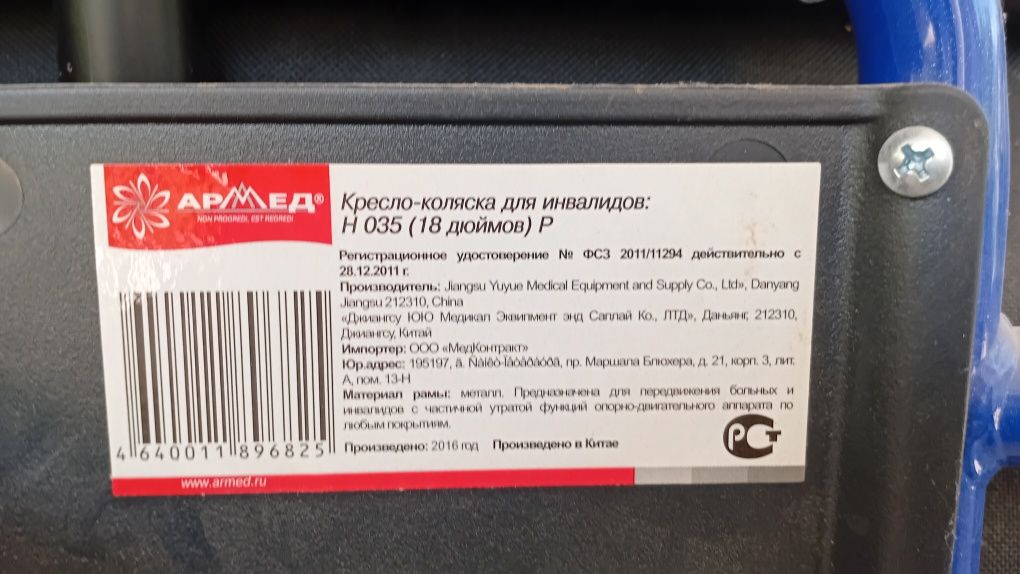 АРМЕД®
NON PROGREDI, EST REGREDI
Кресло-коляска для инвалидов:
Н 035 (18 дюймов) Р
Регистрационное удостоверение № ФСЗ 2011/11294 действительно с
28.12.2011 г.
Производитель: Jiangsu Yuyue Medical Equipment and Supply Co., Ltd», Danyang
Jiangsu 212310, China
«Джиангсу ЮЮ Медикал Эквипмент энд Саплай Ко., ЛТД», Даньянг, 212310,
Джиангсу, Китай
Импортер: ООО «МедКонтракт»
Юр.адрес: 195197, ã. Ñàíêò-Ïåòåðáóðã, пр. Маршала Блюхера, д. 21, корп. 3, лит.
А, пом. 13-Н
Материал рамы: металл. Предназначена для передвижения больных и
инвалидов с частичной утратой функций опорно-двигательного аппарата по
любым покрытиям.
Произведено: 2016 год Произведено в Китае
4 640011 896825
РСТ
www.armed.ru